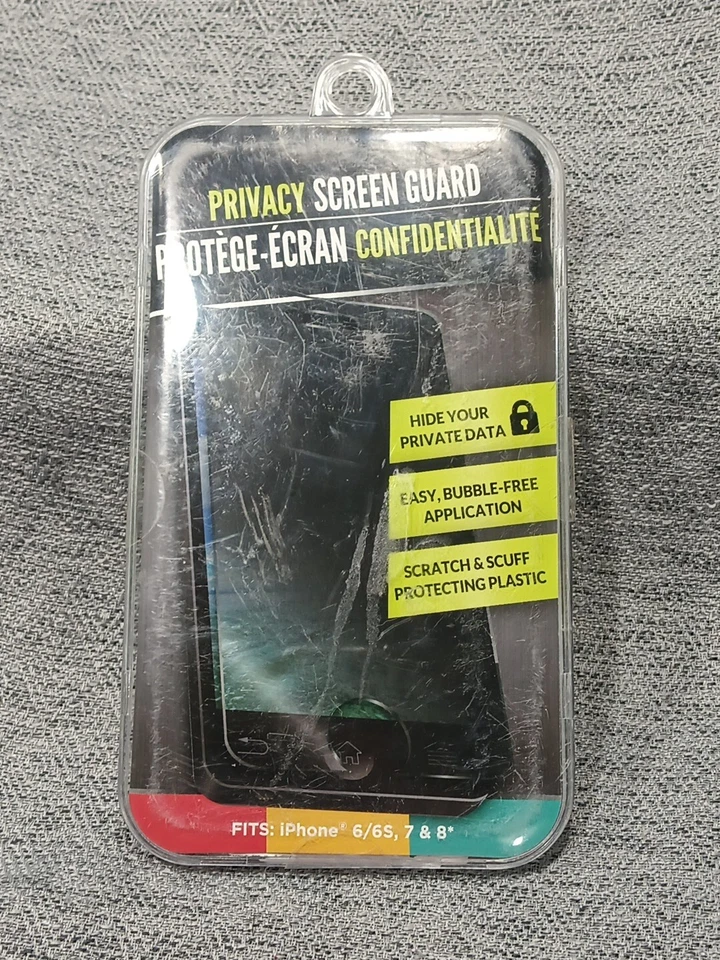 PRIVACY SCREEN GUARD
PROTÈGE-ÉCRAN CONFIDENTIALITÉ
HIDE YOUR
PRIVATE DATA
EASY, BUBBLE-FREE
APPLICATION
SCRATCH & SCUFF
PROTECTING PLASTIC
FITS: iPhone® 6/6S, 7 & 8*